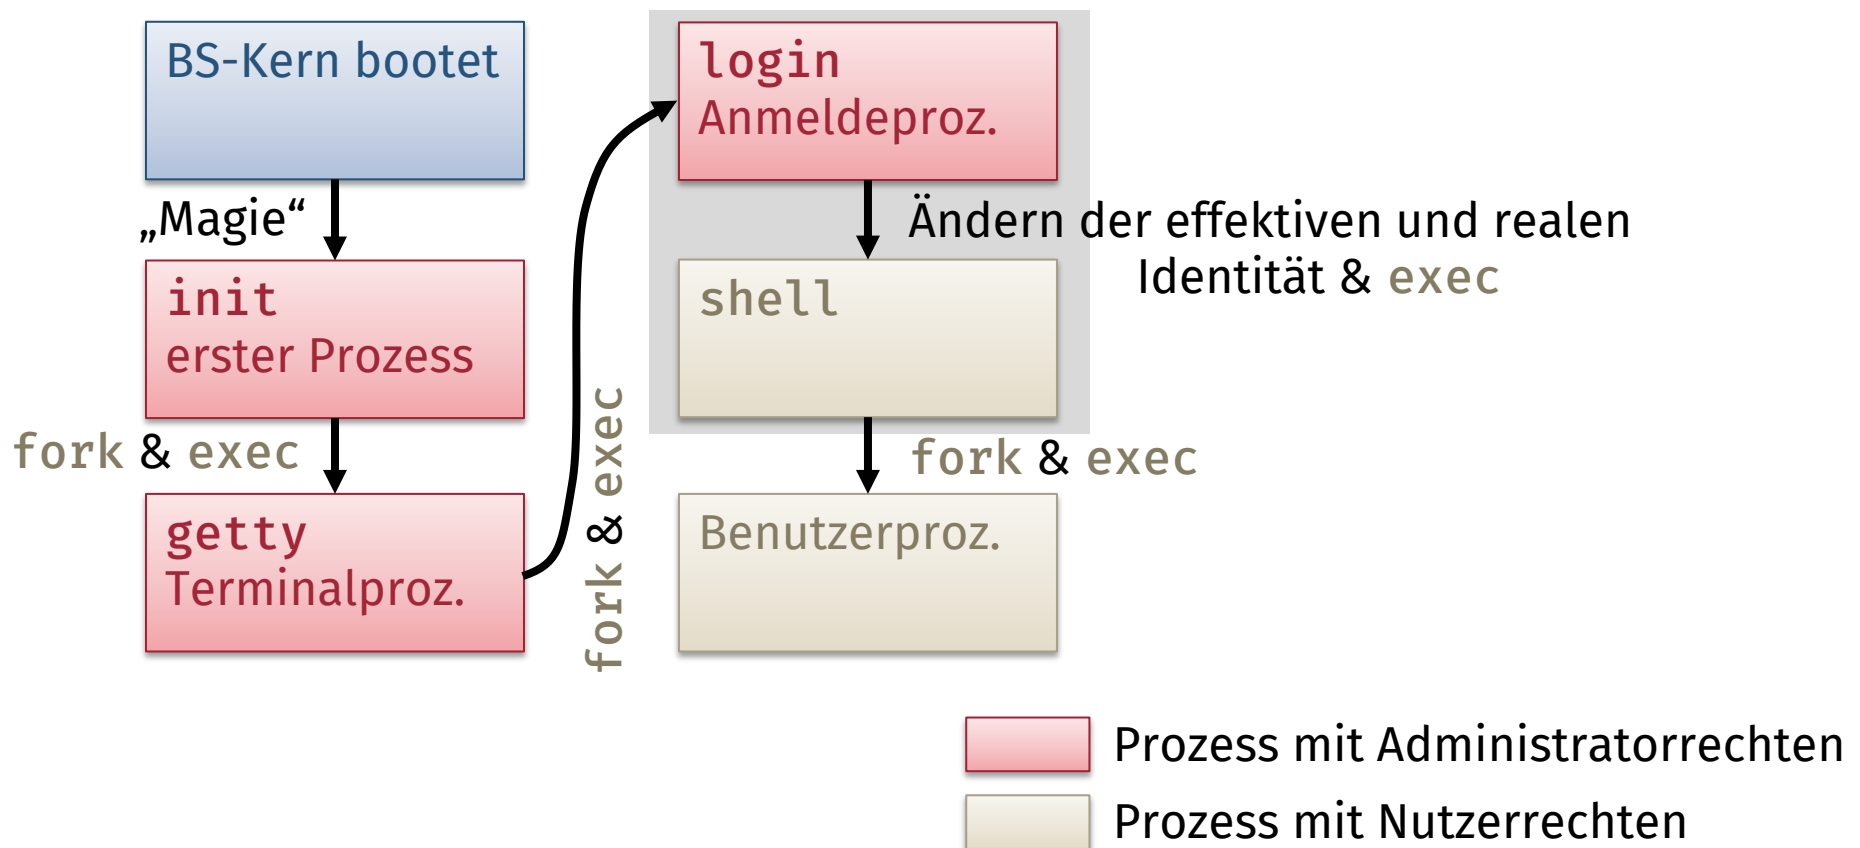 BS-Kern bootet
„Magie“
init
erster Prozess
fork & exec
getty
Terminalproz.
fork & exec
login
Anmeldeproz.
Ändern der effektiven und realen
Identität & exec
shell
fork & exec
Benutzerproz.
Prozess mit Administratorrechten
Prozess mit Nutzerrechten